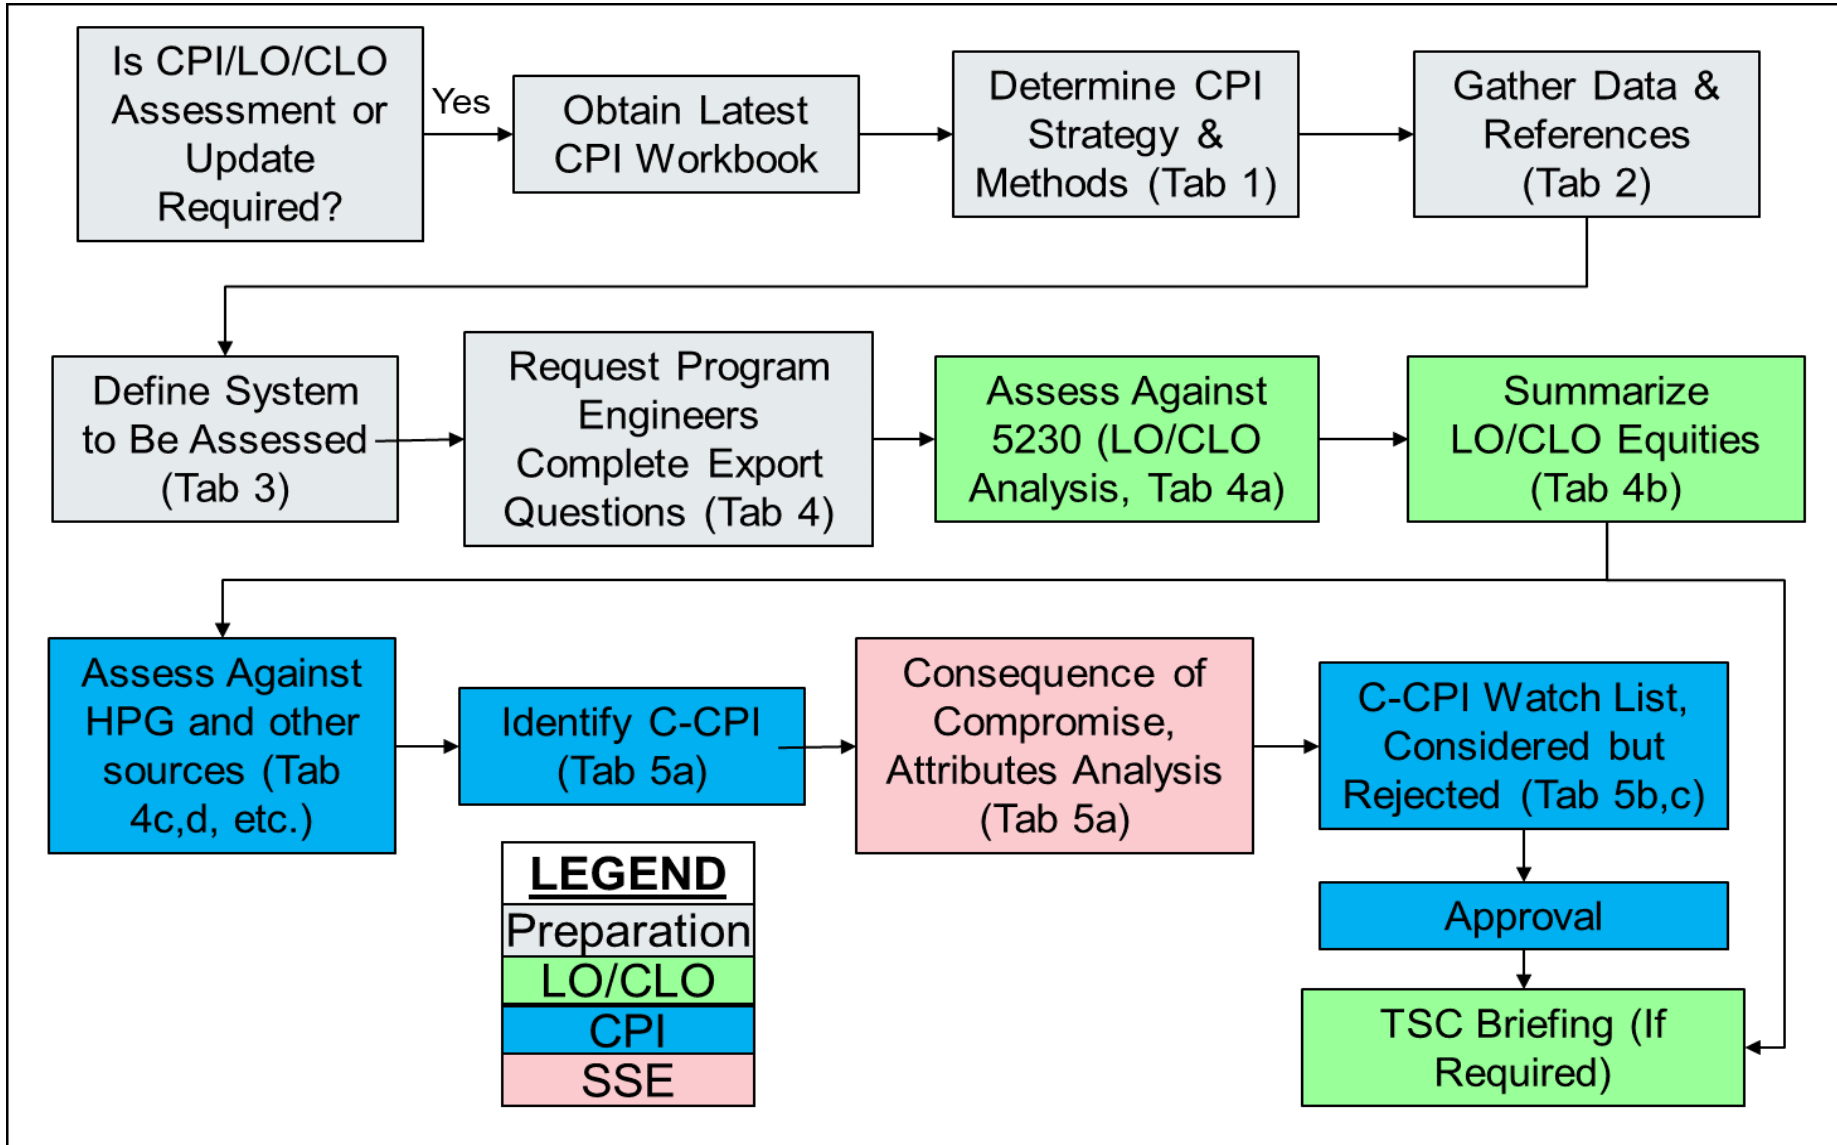 Is CPI/LO/CLO
Assessment or
Update
Required?
Yes
Obtain Latest
CPI Workbook
Determine CPI
Strategy &
Methods (Tab 1)
Gather Data &
References
(Tab 2)
Define System
to Be Assessed
(Tab 3)
Request Program
Engineers
Complete Export
Questions (Tab 4)
Assess Against
5230 (LO/CLO
Analysis, Tab 4a)
Summarize
LO/CLO Equities
(Tab 4b)
Assess Against
HPG and other
sources (Tab
4c,d, etc.)
Identify C-CPI
(Tab 5a)
Consequence of
Compromise,
Attributes Analysis
(Tab 5a)
C-CPI Watch List,
Considered but
Rejected (Tab 5b,c)
Approval
TSC Briefing (If
Required)
LEGEND
Preparation
LO/CLO
CPI
SSE